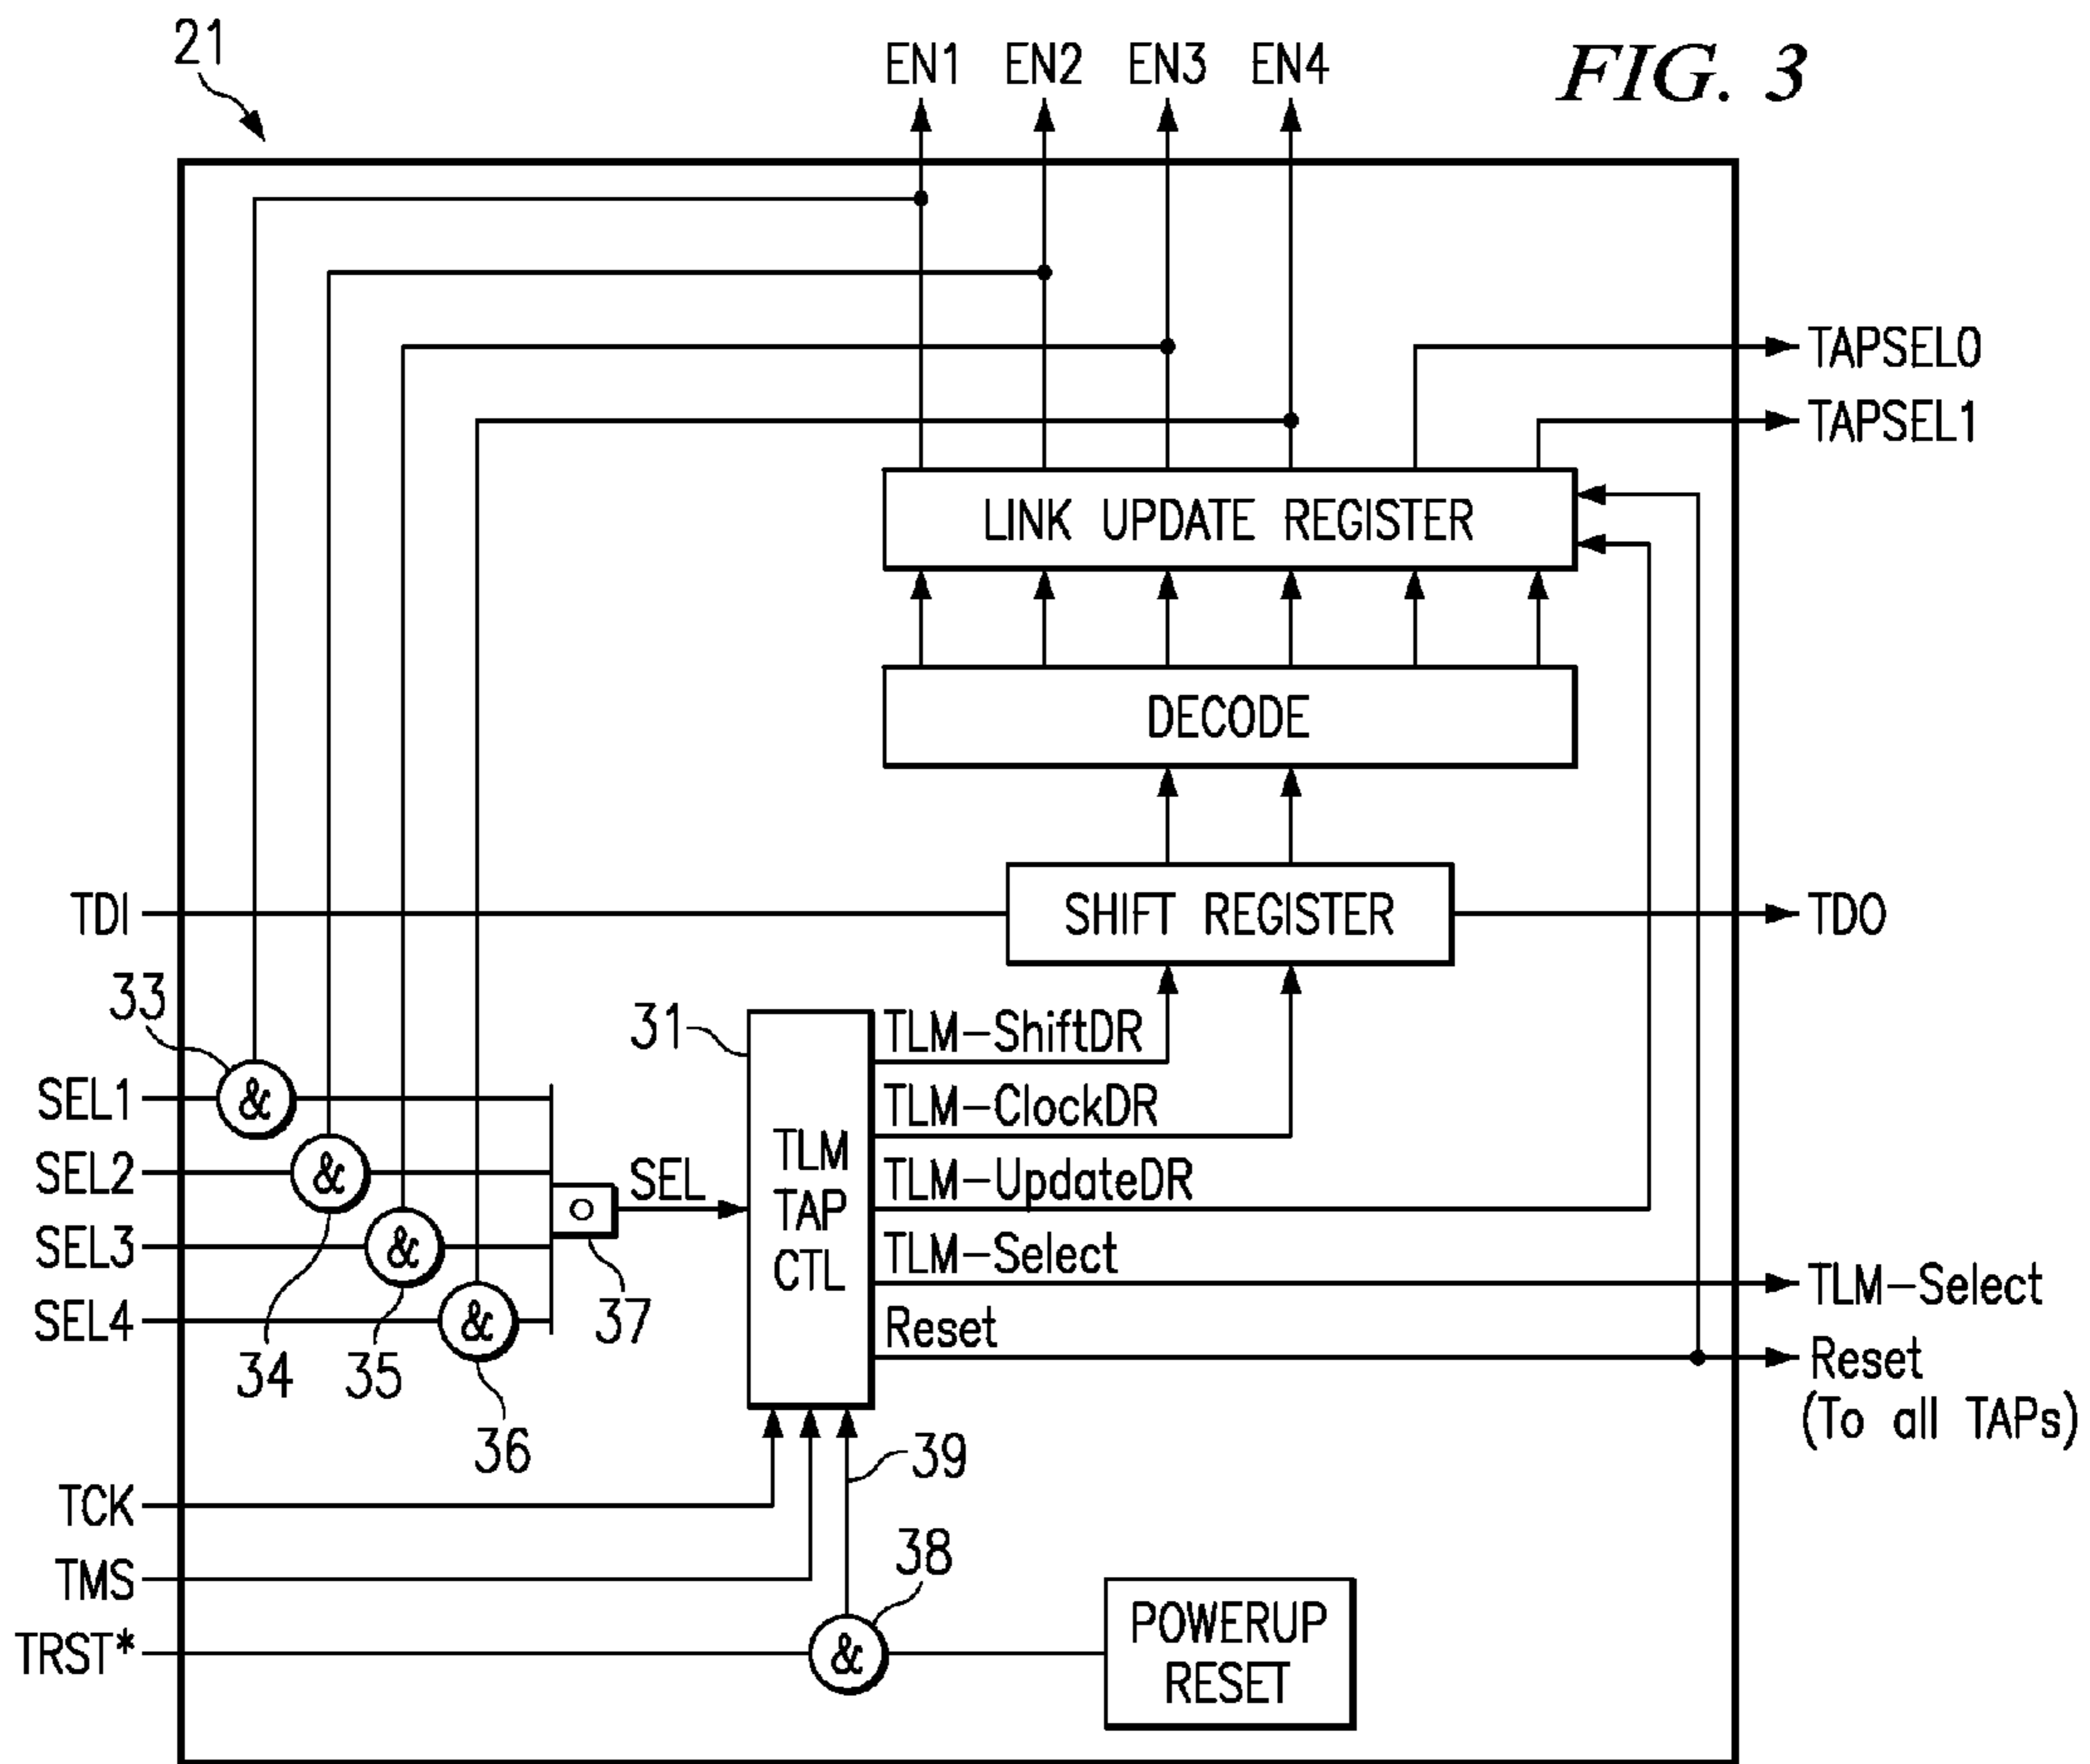 21
EN1 EN2 EN3 EN4
FIG. 3
TAPSEL0
TAPSEL1
LINK UPDATE REGISTER
DECODE
TDI
SHIFT REGISTER
TDO
33
31
TLM-ShiftDR
SEL1
&
TLM-ClockDR
SEL2
&
SEL
TLM
TAP
CTL
TLM-UpdateDR
SEL3
&
TLM-Select
TLM-Select
SEL4
&
37
Reset
Reset
(To all TAPs)
34
35
36
39
TCK
38
TMS
TRST*
&
POWERUP
RESET